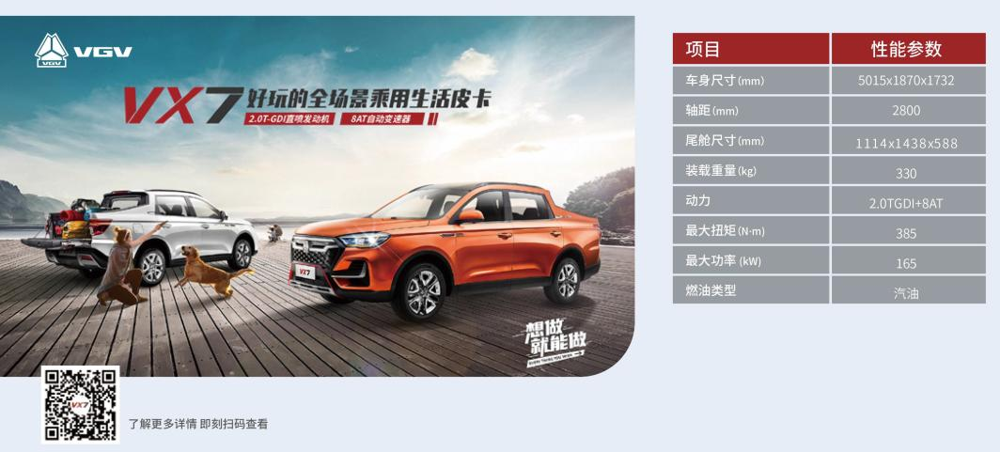 VGV
VGV
VX7 好玩的全场景乘用生活皮卡
2.0T-GDI直喷发动机 8AT自动变速器
VX7
想做
就能做
VX7
了解更多详情 即刻扫码查看
项目 性能参数
车身尺寸(mm) 5015x1870x1732
轴距(mm) 2800
尾舱尺寸(mm) 1114x1438x588
装载重量(kg) 330
动力 2.0TGDI+8AT
最大扭矩(N·m) 385
最大功率 (kW) 165
燃油类型 汽油